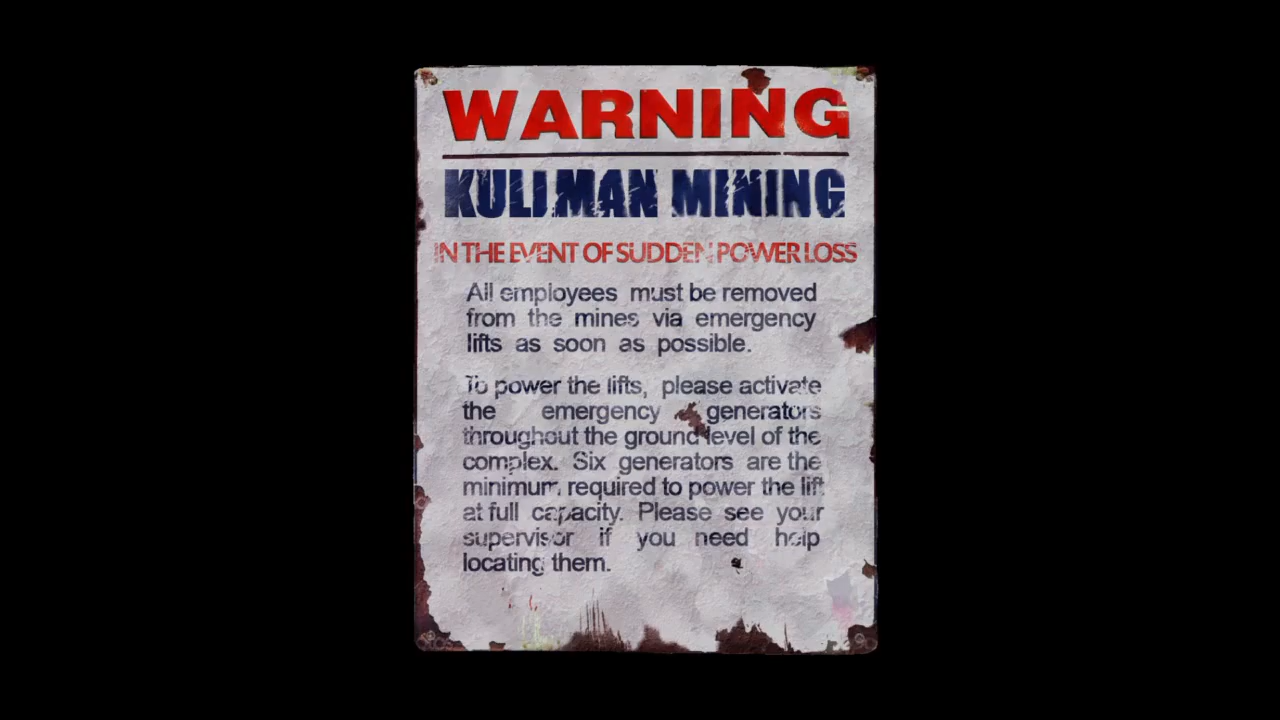 WARNING
KULLMAN MINING
IN THE EVENT OF SUDDEN POWER LOSS
All employees must be removed
from the mines via emergency
lifts as soon as possible.
To power the lifts, please activate
the emergency generators
throughout the ground level of the
complex. Six generators are the
minimum required to power the lift
at full capacity. Please see your
supervisor if you need help
locating them.